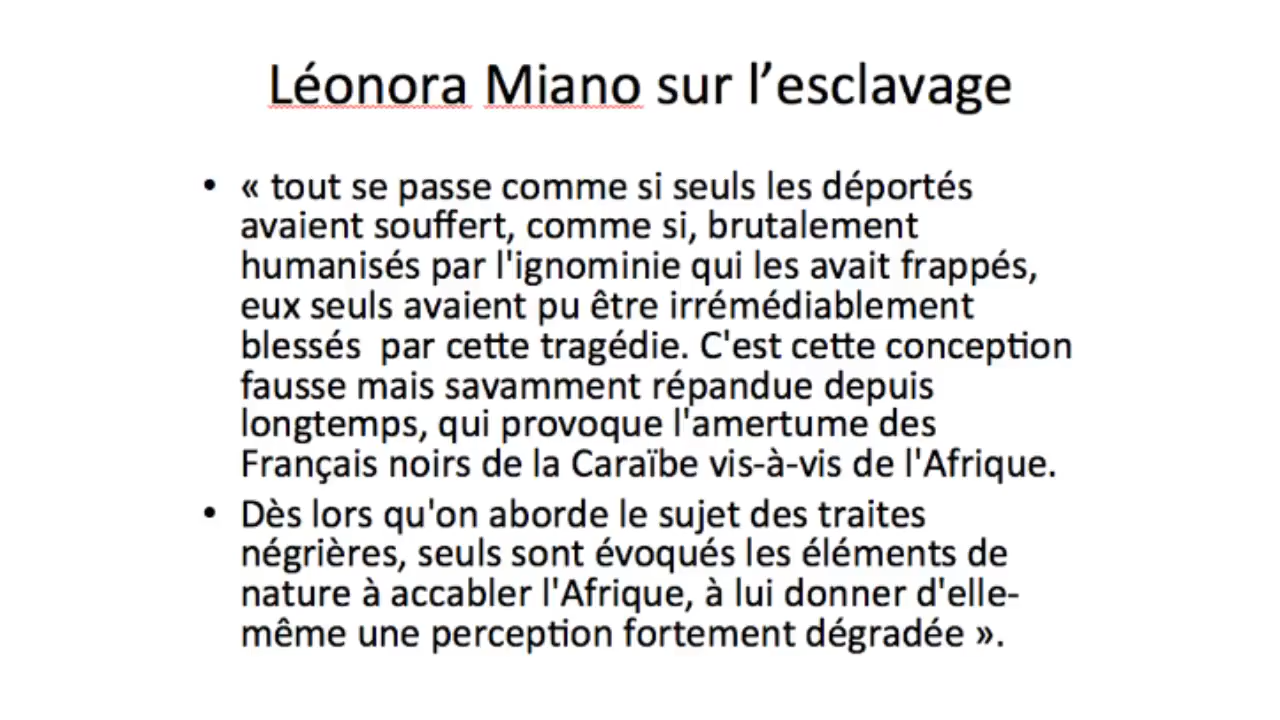 Léonora Miano sur l’esclavage
• « tout se passe comme si seuls les déportés
avaient souffert, comme si, brutalement
humanisés par l'ignominie qui les avait frappés,
eux seuls avaient pu être irrémédiablement
blessés  par cette tragédie. C'est cette conception
fausse mais savamment répandue depuis
longtemps, qui provoque l'amertume des
Français noirs de la Caraïbe vis-à-vis de l'Afrique.
• Dès lors qu'on aborde le sujet des traites
négrières, seuls sont évoqués les éléments de
nature à accabler l'Afrique, à lui donner d'elle-
même une perception fortement dégradée ».